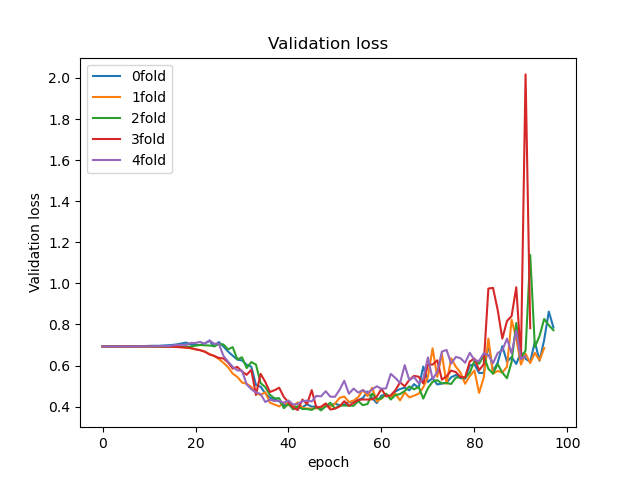 Validation loss
2.0
1.8
1.6
1.4
1.2
1.0
0.8
0.6
0.4
Validation loss
0fold
1fold
2fold
3fold
4fold
0 20 40 60 80 100
epoch